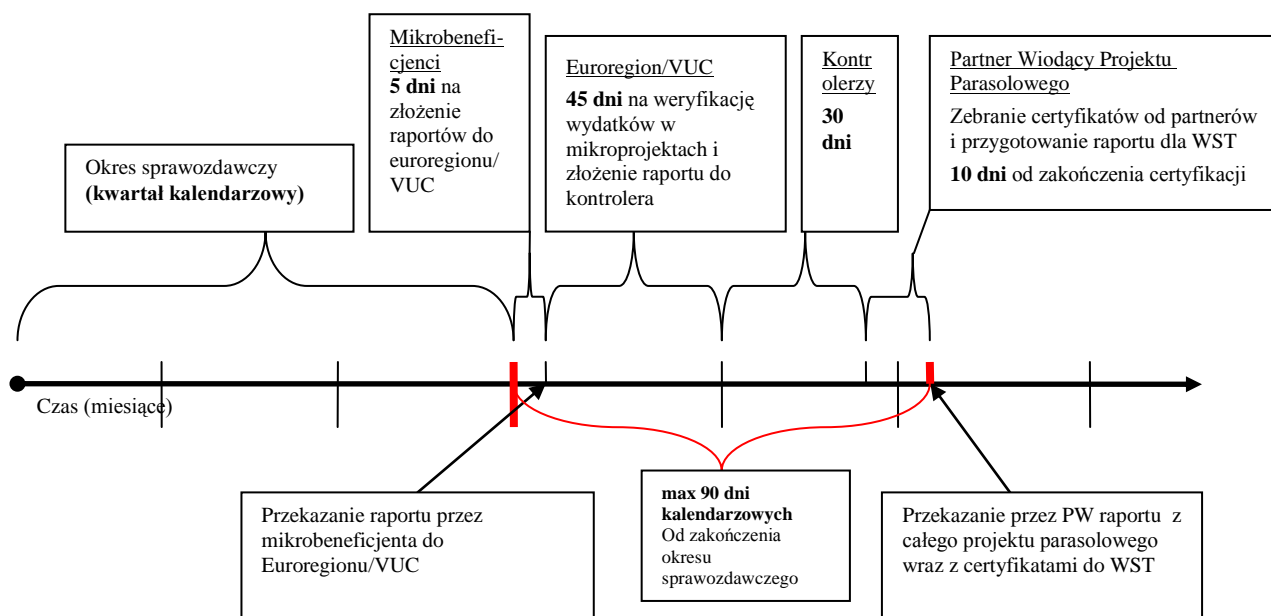 Okres sprawozdawczy
(kwartał kalendarzowy)
Mikrobenefi-
cjenci
5 dni na
złożenie
raportów do
euroregionu/
VUC
Euroregion/VUC
45 dni na weryfikację
wydatków w
mikroprojektach i
złożenie raportu do
kontrolera
Kontr
olerzy
30
dni
Partner Wiodący Projektu
Parasolowego
Zebranie certyfikatów od partnerów
i przygotowanie raportu dla WST
10 dni od zakończenia certyfikacji
Czas (miesiące)
Przekazanie raportu przez
mikrobeneficjenta do
Euroregionu/VUC
max 90 dni
kalendarzowych
Od zakończenia
okresu
sprawozdawczego
Przekazanie przez PW raportu z
całego projektu parasolowego
wraz z certyfikatami do WST